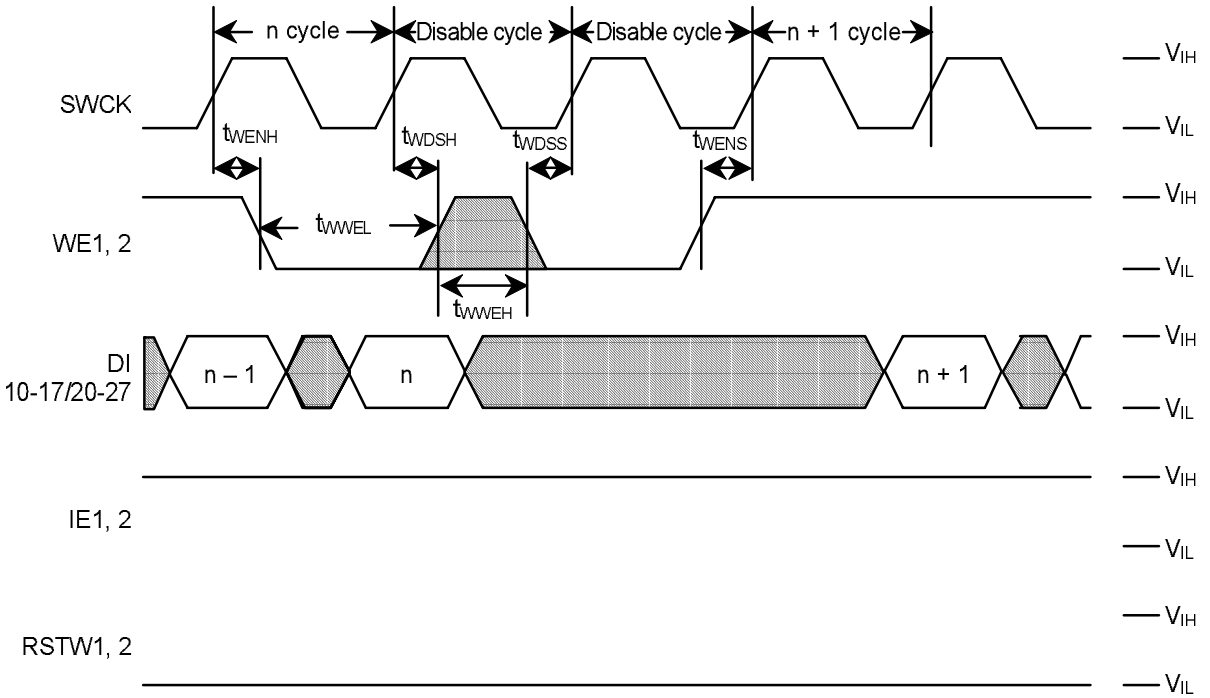 n cycle Disable cycle Disable cycle n + 1 cycle
VIH
SWCK
VIL
tWENH tWDSH tWDSS tWENS
VIH
WE1, 2
tWWEL
VIL
tWWEH
VIH
DI
10-17/20-27
n – 1 n n + 1
VIL
VIH
IE1, 2
VIL
VIH
RSTW1, 2
VIL